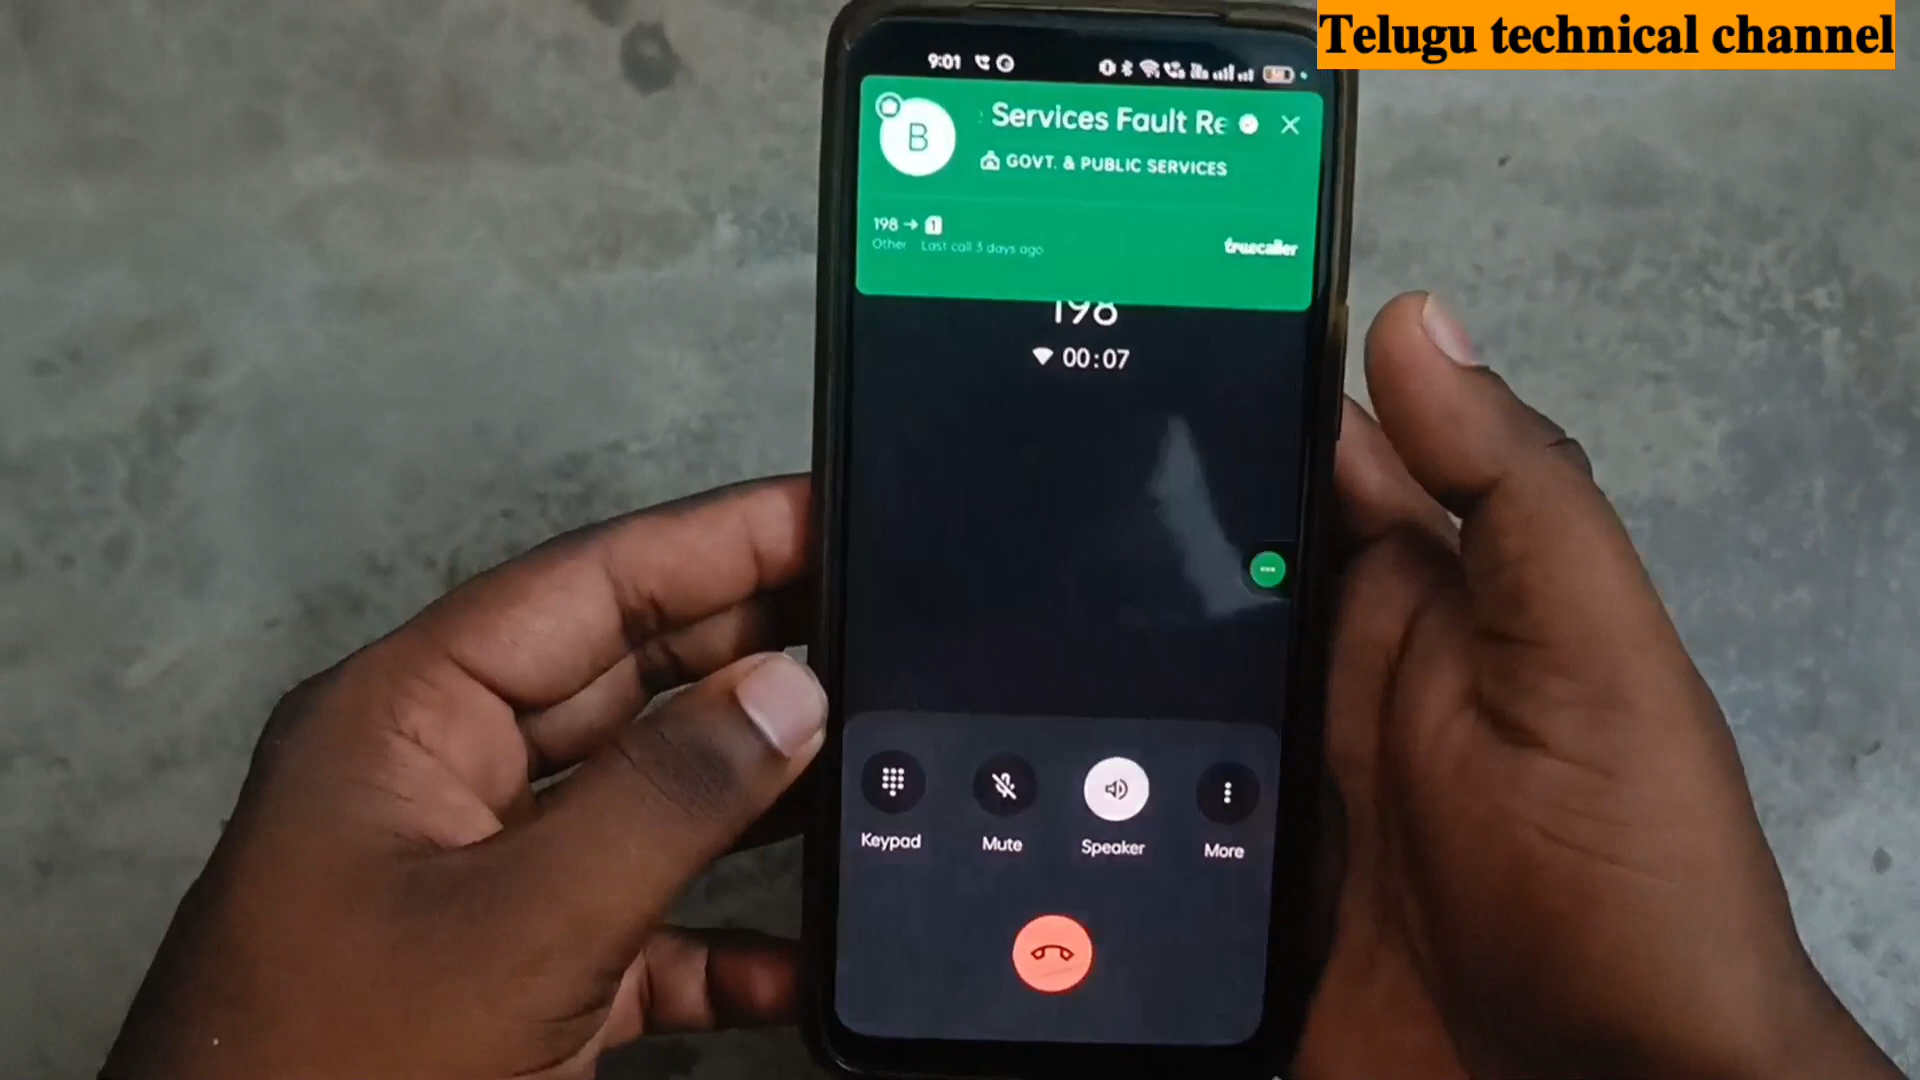 Telugu technical channel
9:01
B
Services Fault Re
GOVT. & PUBLIC SERVICES
198 → 1
Other Last call 3 days ago
truecaller
198
00:07
Keypad
Mute
Speaker
More